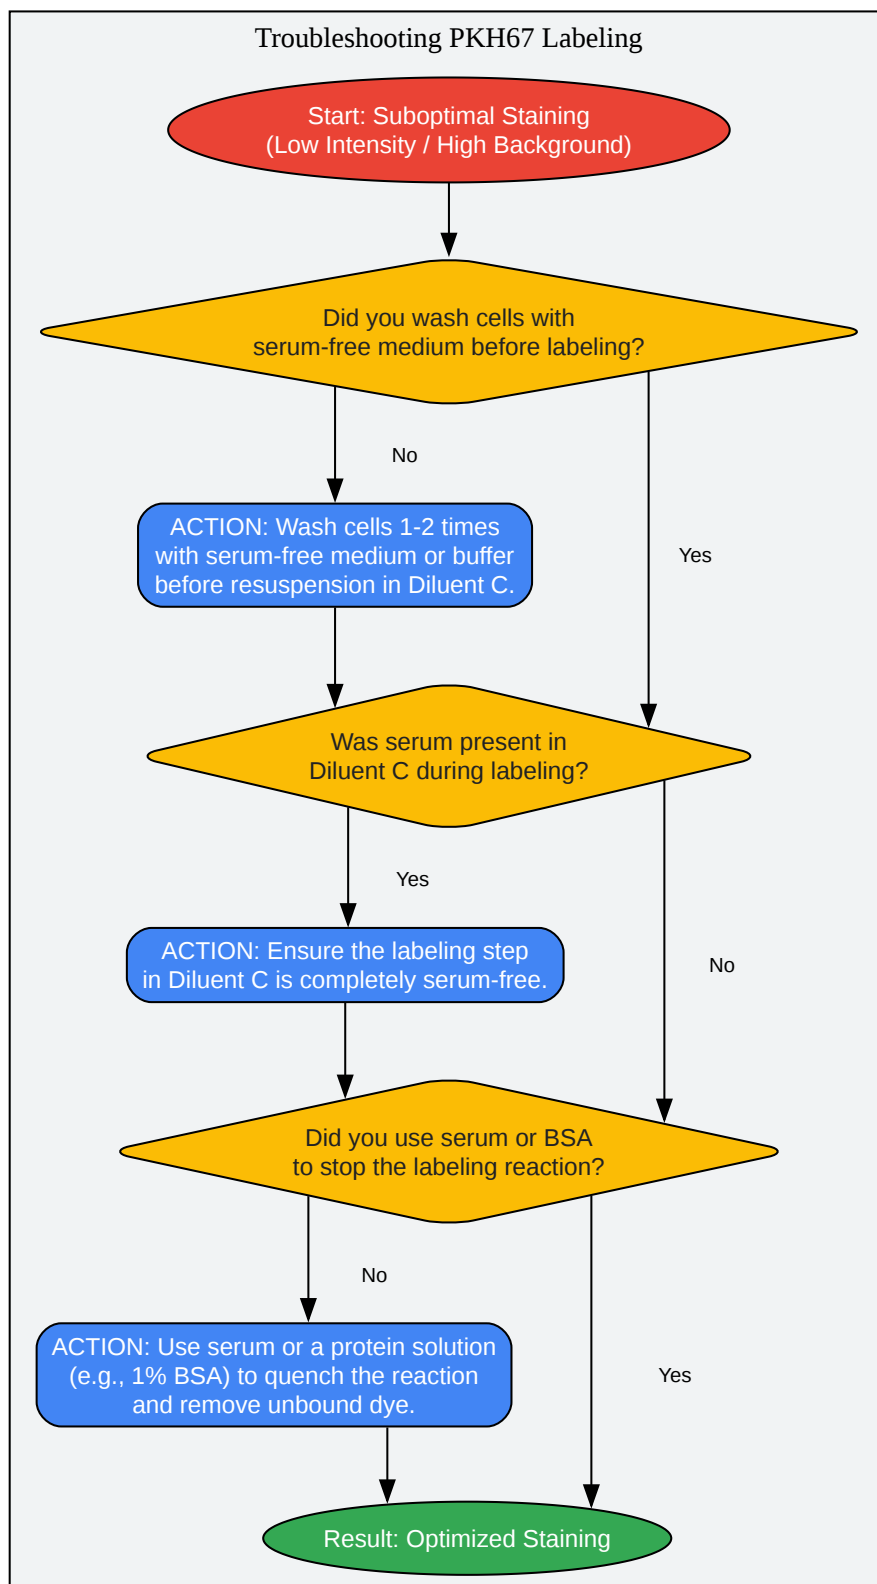 Troubleshooting PKH67 Labeling
Start: Suboptimal Staining
(Low Intensity / High Background)
Did you wash cells with
serum-free medium before labeling?
No
ACTION: Wash cells 1-2 times
with serum-free medium or buffer
before resuspension in Diluent C.
Yes
Was serum present in
Diluent C during labeling?
Yes
ACTION: Ensure the labeling step
in Diluent C is completely serum-free.
No
Did you use serum or BSA
to stop the labeling reaction?
No
ACTION: Use serum or a protein solution
(e.g., 1% BSA) to quench the reaction
and remove unbound dye.
Yes
Result: Optimized Staining